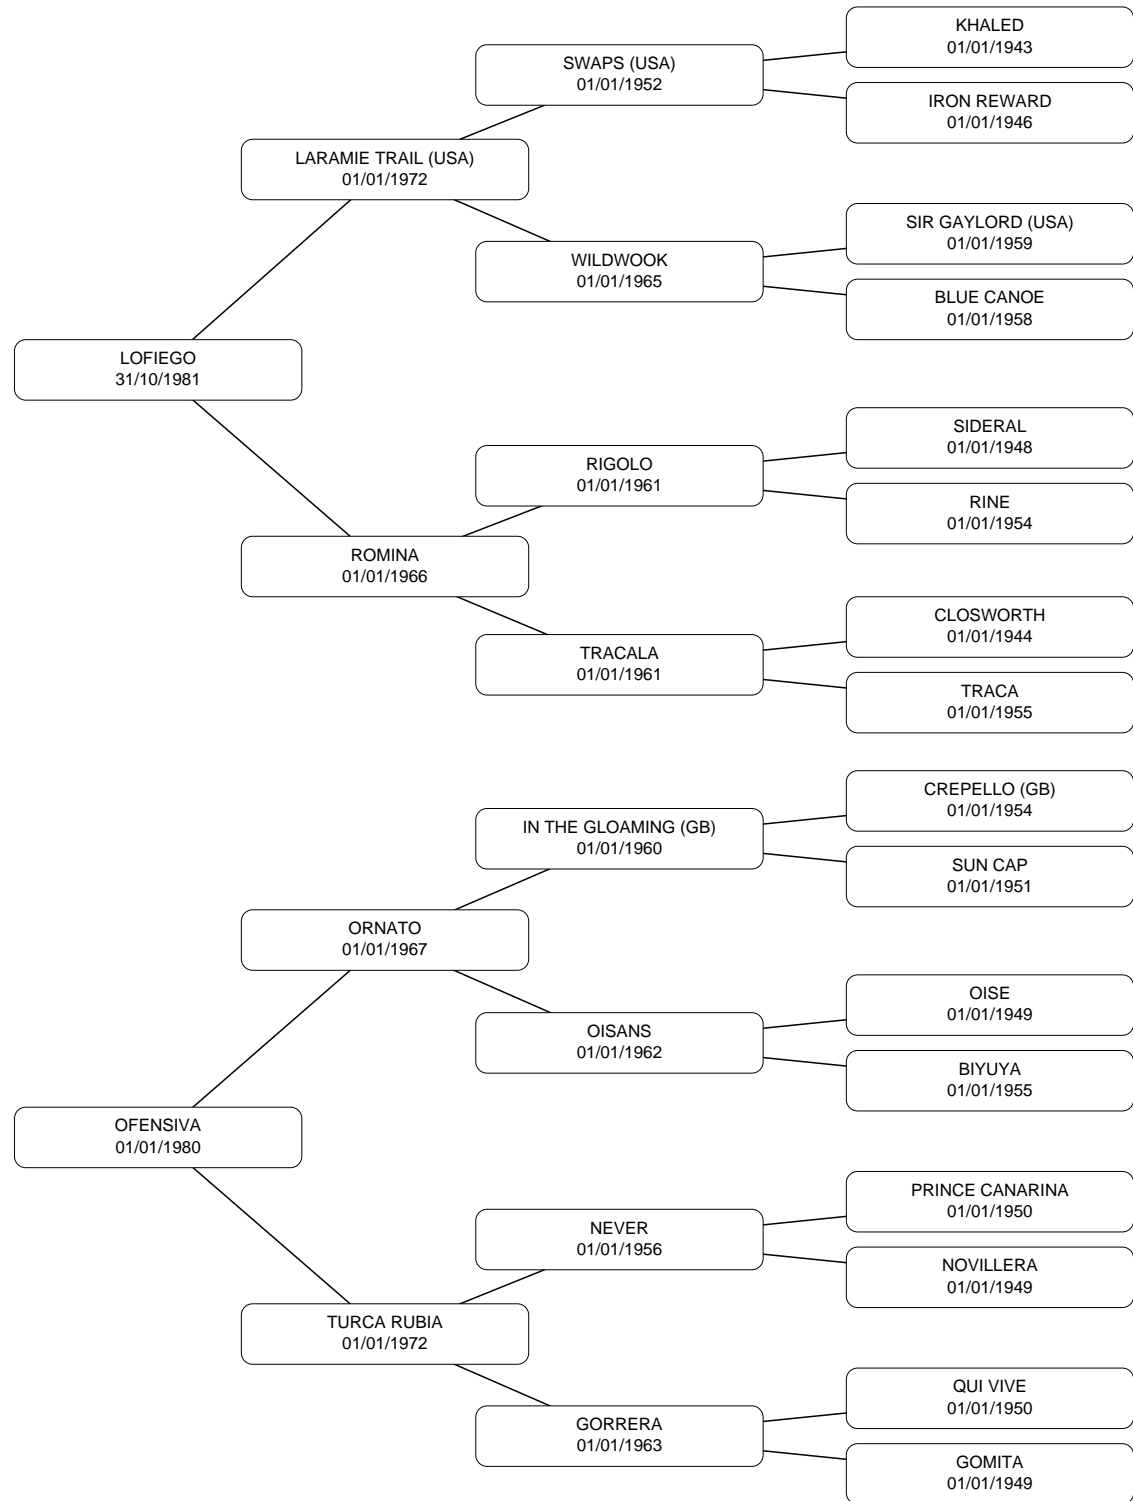 KHALED
01/01/1943
SWAPS (USA)
01/01/1952
IRON REWARD
01/01/1946
LARAMIE TRAIL (USA)
01/01/1972
SIR GAYLORD (USA)
01/01/1959
WILDWOOK
01/01/1965
BLUE CANOE
01/01/1958
LOFIEGO
31/10/1981
SIDERAL
01/01/1948
RIGOLO
01/01/1961
RINE
01/01/1954
ROMINA
01/01/1966
CLOSWORTH
01/01/1944
TRACALA
01/01/1961
TRACA
01/01/1955
CREPELLO (GB)
01/01/1954
IN THE GLOAMING (GB)
01/01/1960
SUN CAP
01/01/1951
ORNATO
01/01/1967
OISE
01/01/1949
OISANS
01/01/1962
BIYUYA
01/01/1955
OFENSIVA
01/01/1980
PRINCE CANARINA
01/01/1950
NEVER
01/01/1956
NOVILLERA
01/01/1949
TURCA RUBIA
01/01/1972
QUI VIVE
01/01/1950
GORRERA
01/01/1963
GOMITA
01/01/1949